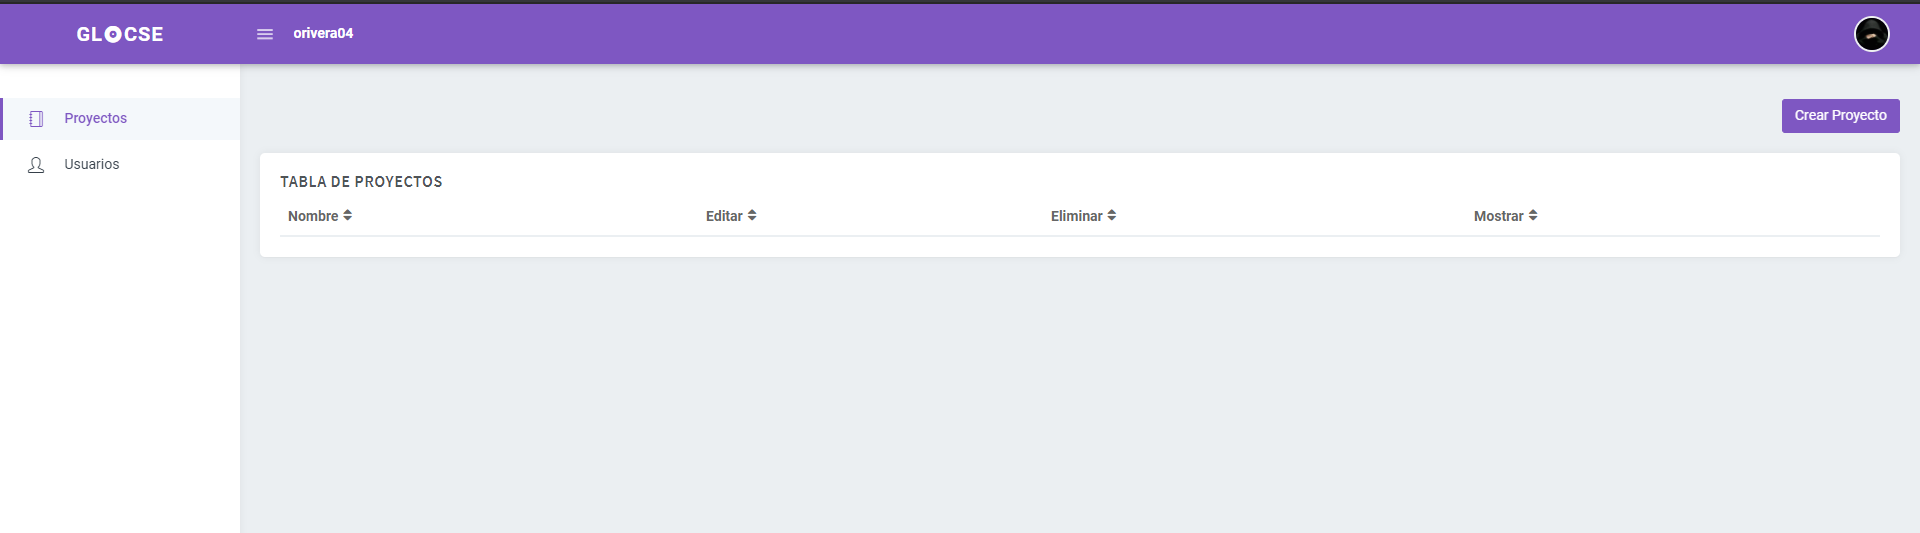 GLOCSE
orivera04
Proyectos
Usuarios
Crear Proyecto
TABLA DE PROYECTOS
Nombre Editar Eliminar Mostrar